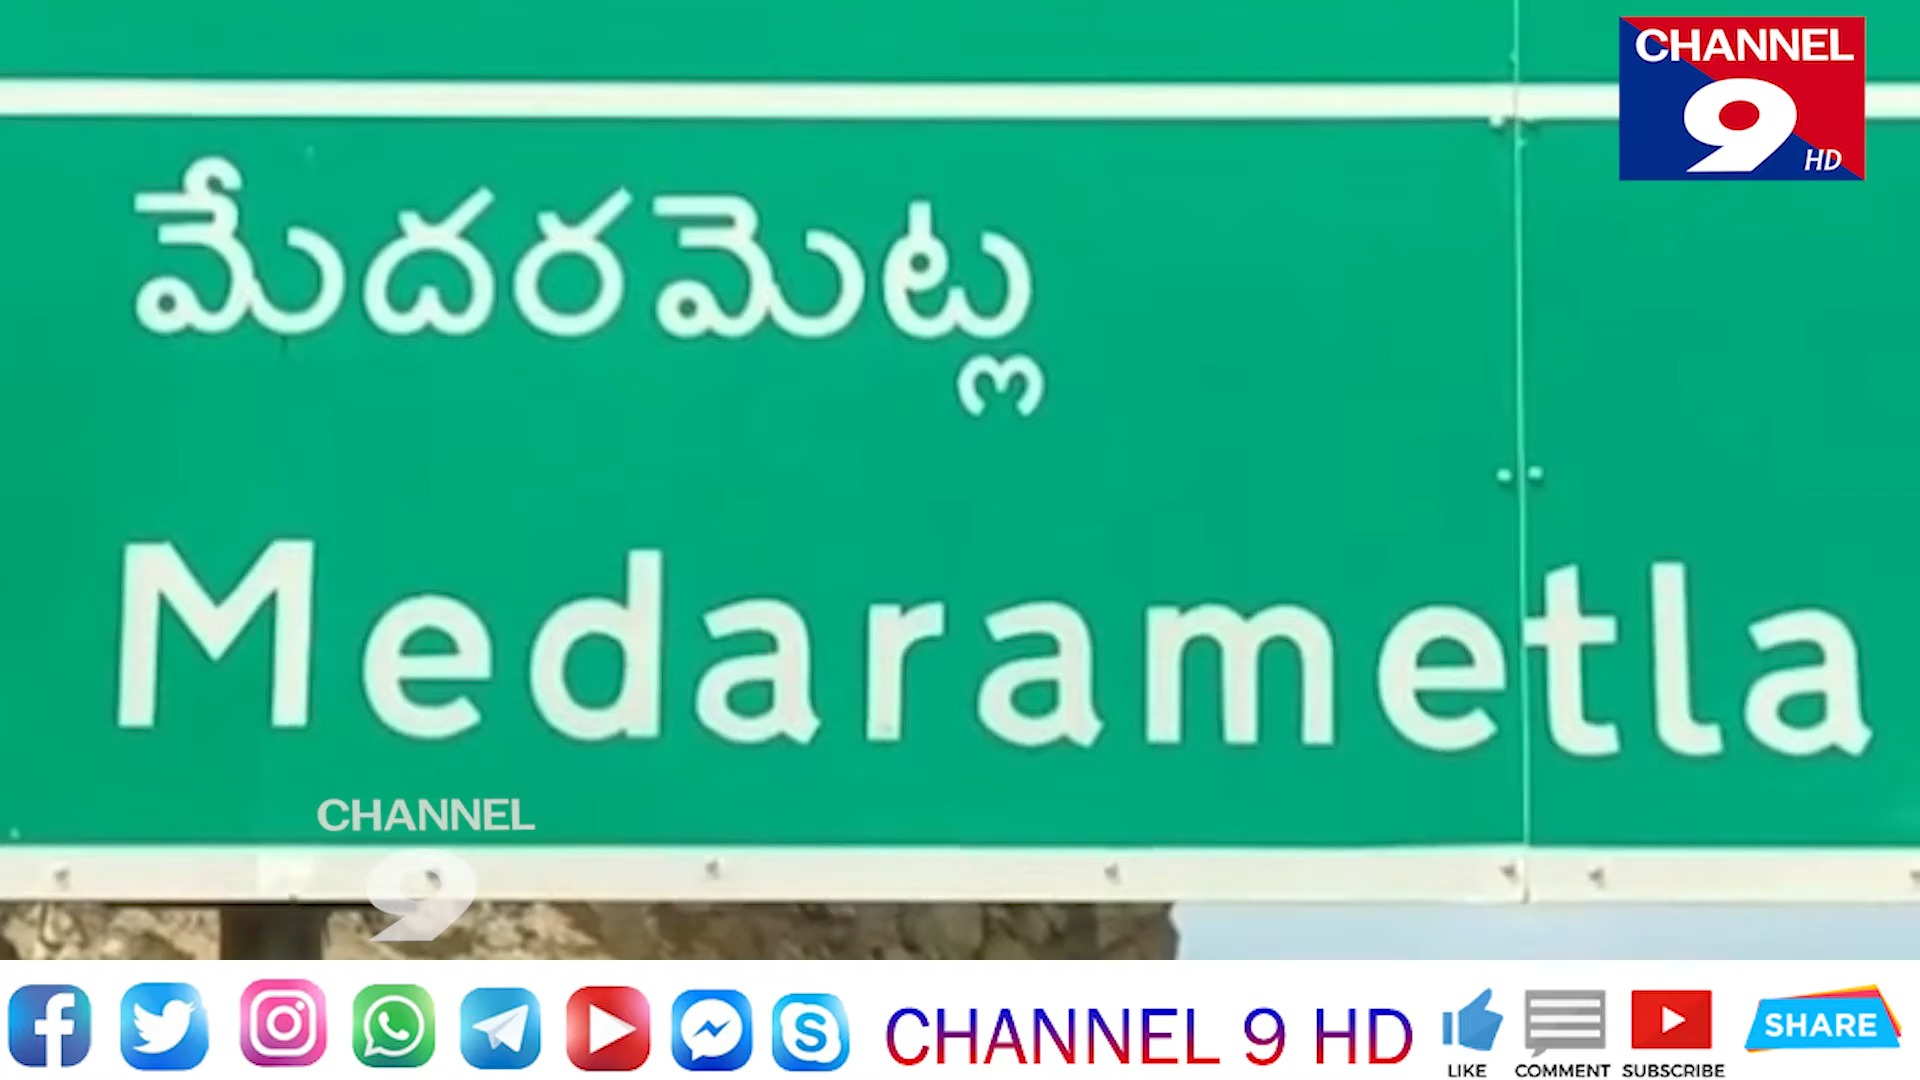 CHANNEL
9
HD
మేదరమెట్ల
Medarametla
CHANNEL
9
CHANNEL 9 HD
LIKE
COMMENT
SUBSCRIBE
SHARE